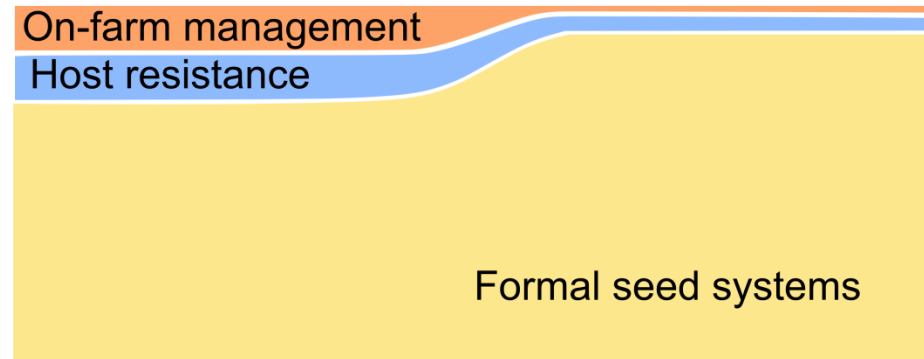 On-farm management
Host resistance
Formal seed systems